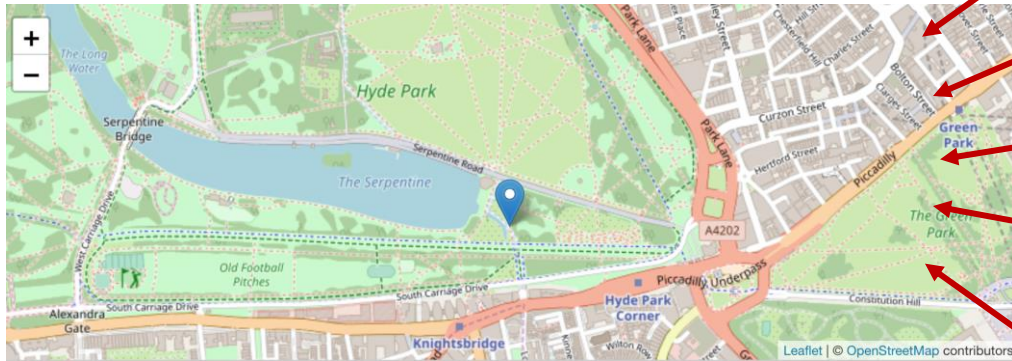 +
−
The Long
Water
Serpentine
Bridge
Hyde Park
Serpentine Road
The Serpentine
West Carriage Drive
Old Football
Pitches
South Carriage Drive
South Carriage Drive
Alexandra
Gate
Knightsbridge
Hyde Park
Corner
Wilton Row
Piccadilly Underpass
Constitution Hill
A4202
Park Lane
Park Lane
Chesterfield Hill
Charles Street
Curzon Street
Hertford Street
Clarges Street
Bolton Street
Green
Park
Piccadilly
The Green
Park
Leaflet | © OpenStreetMap contributors